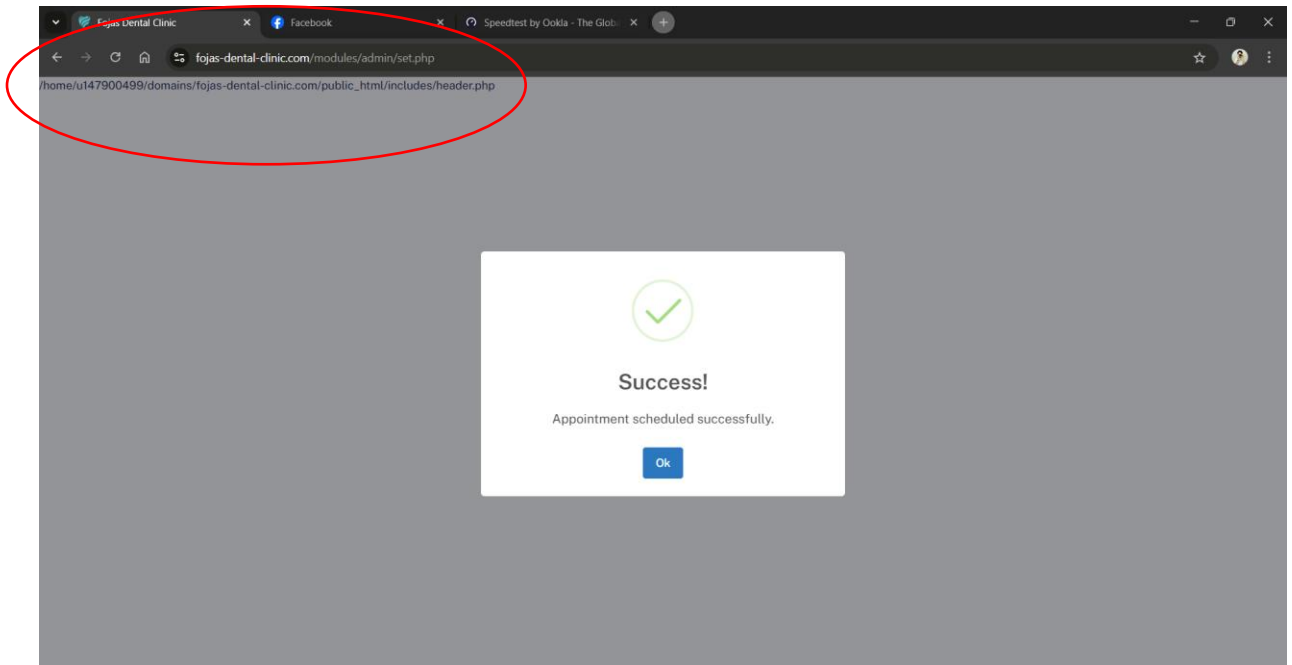 Fojas Dental Clinic
Facebook
Speedtest by Ookla - The Glob
fojas-dental-clinic.com/modules/admin/set.php
/home/u147900499/domains/fojas-dental-clinic.com/public_html/includes/header.php
Success!
Appointment scheduled successfully.
Ok